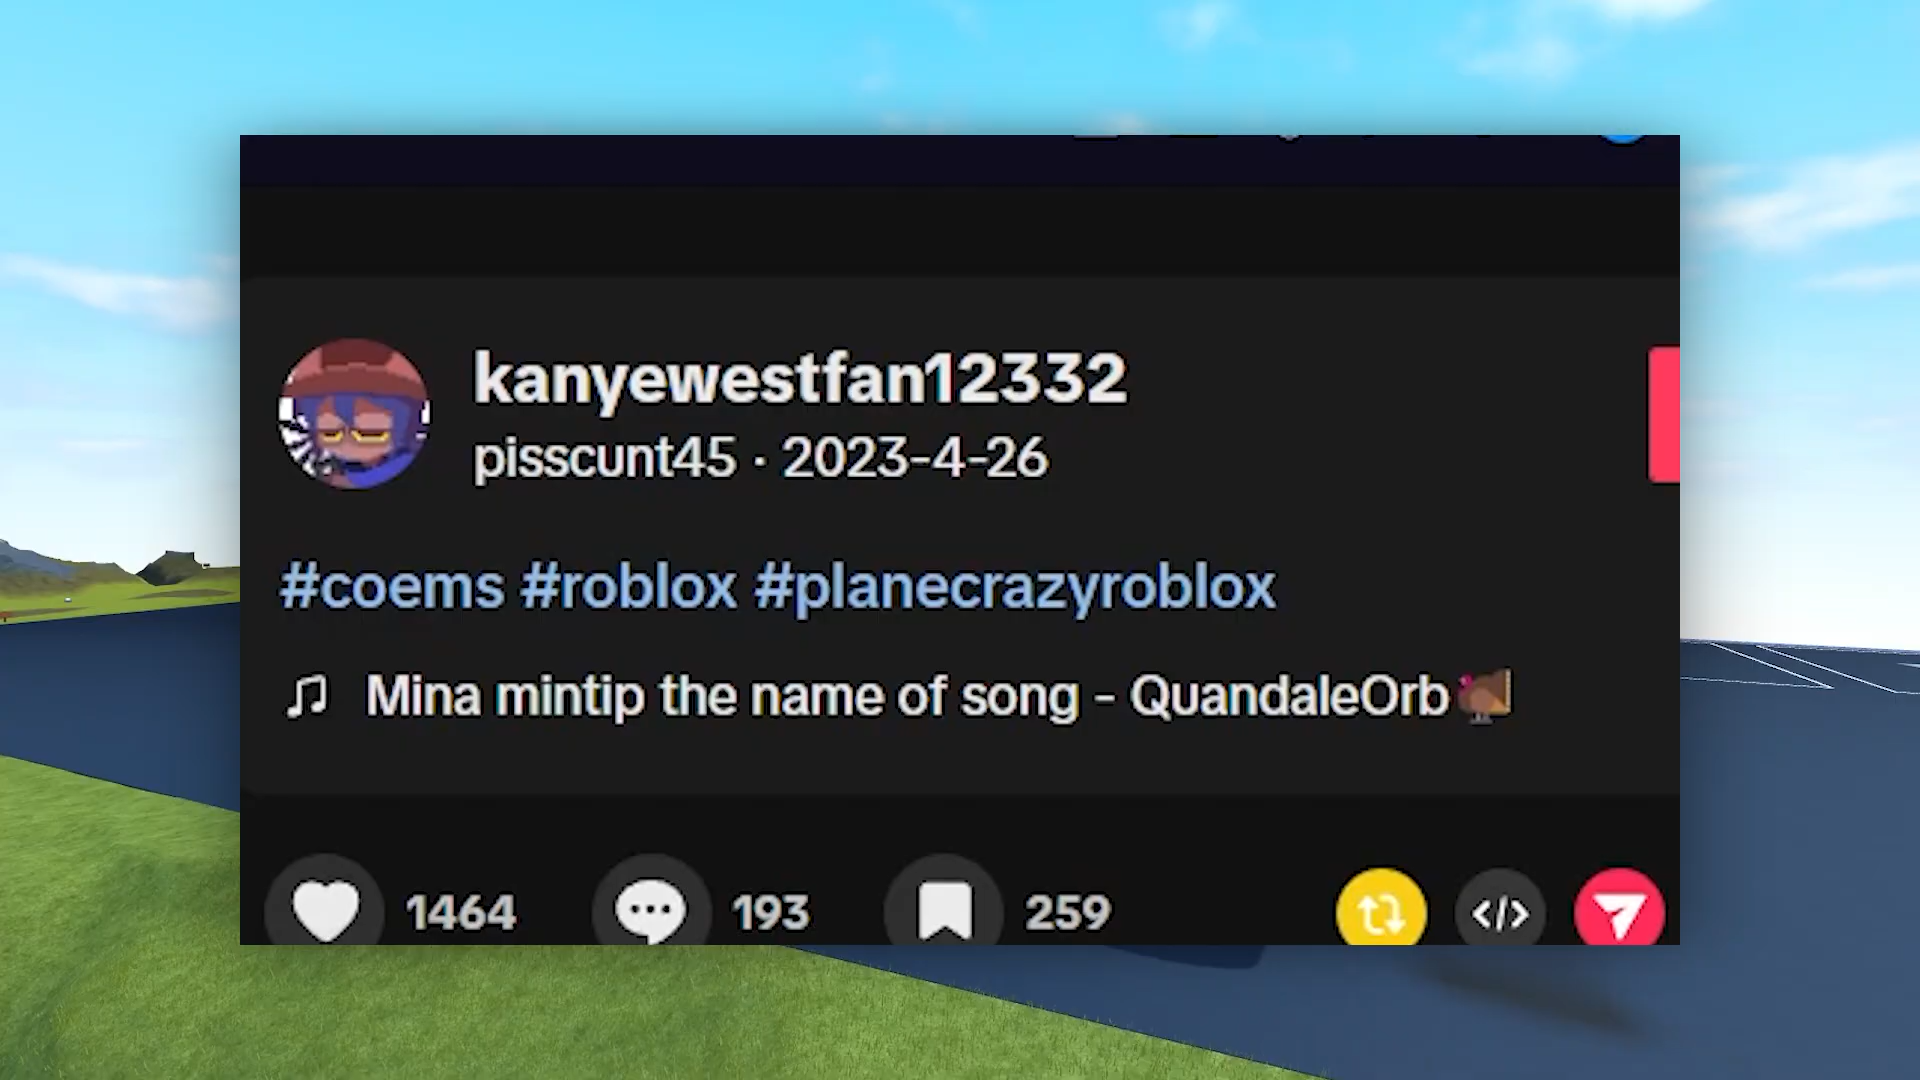 kanyewestfan12332
pisscunt45 · 2023-4-26
#coems #roblox #planecrazyroblox
Mina mintip the name of song - QuandaleOrb
1464 193 259 </>